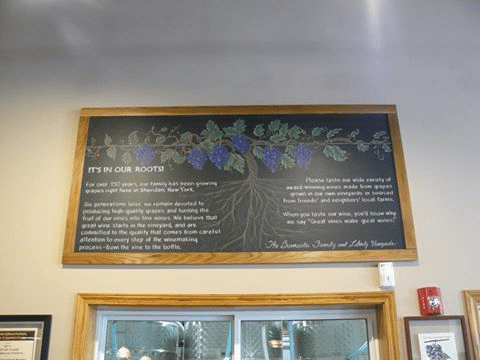 IT'S IN OUR ROOTS!
For over 150 years, our family has been growing
grapes right here in Sheridan, New York.
Six generations later, we remain devoted to
producing high-quality grapes and turning the
fruit of our vines into fine wines. We believe that
great wine starts in the vineyard, and are
committed to the quality that comes from careful
attention to every step of the winemaking
process-from the vine to the bottle.
Please taste our wide variety of
award-winning wines made from grapes
grown in our own vineyards or sourced
from friends' and neighbors' local farms.
When you taste our wine, you'll know why
we say "Great vines make great wines!"
The Family and Liberty Vineyards